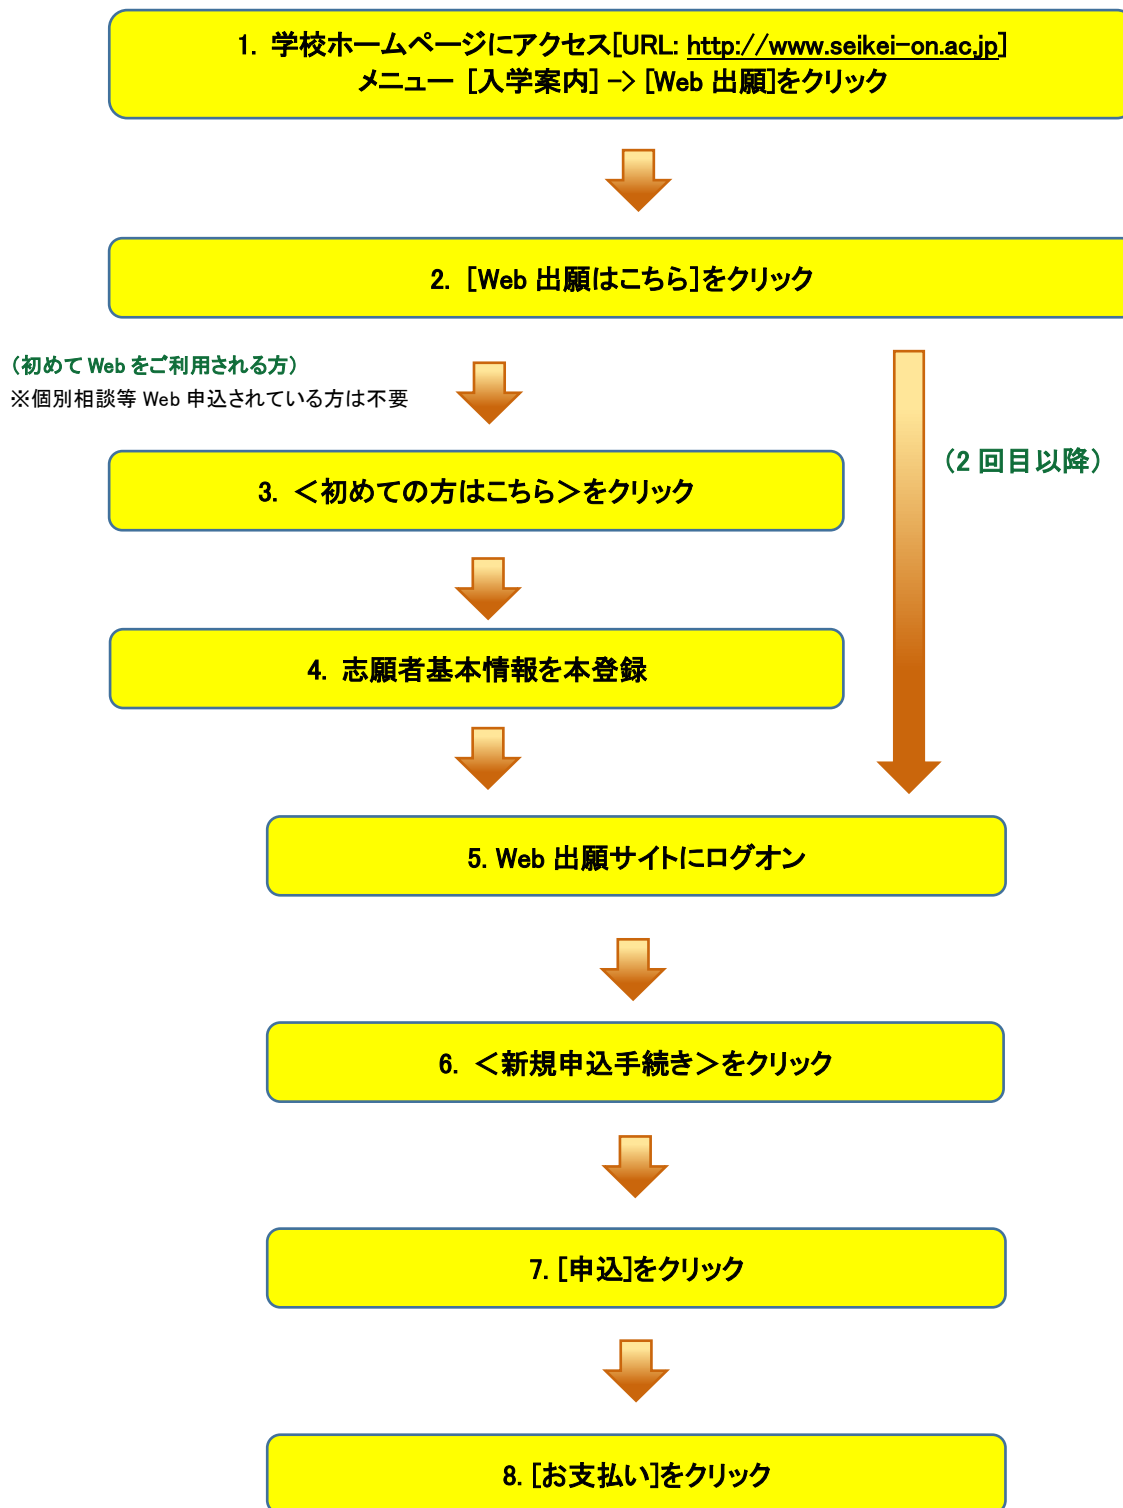 1. 学校ホームページにアクセス[URL: http://www.seikei-on.ac.jp]
メニュー [入学案内] -> [Web 出願]をクリック
2. [Web 出願はこちら]をクリック
(初めて Web をご利用される方)
※個別相談等 Web 申込されている方は不要
(2 回目以降)
3. <初めての方はこちら>をクリック
4. 志願者基本情報を本登録
5. Web 出願サイトにログオン
6. <新規申込手続き>をクリック
7. [申込]をクリック
8. [お支払い]をクリック